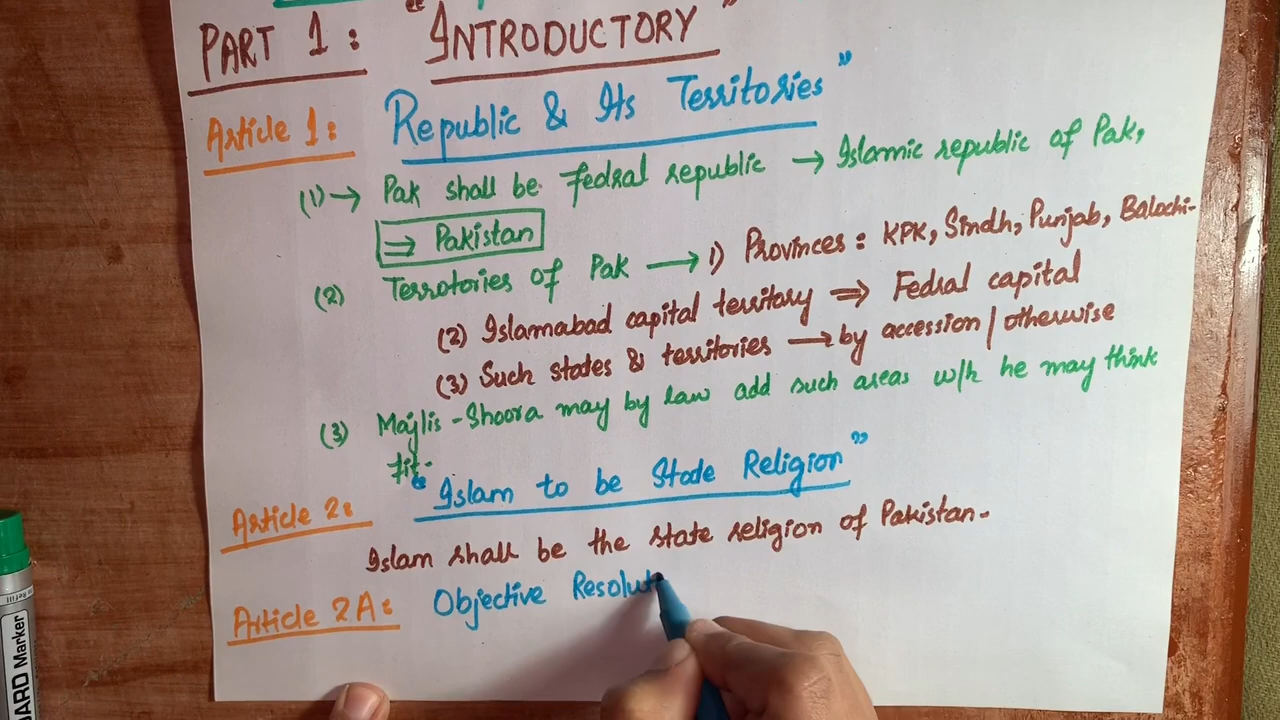 PART 1: "INTRODUCTORY"
Article 1: Republic & Its Territories"
(1)→ Pak shall be fedral republic → Islamic republic of Pak,
⇒ Pakistan
(2) Terrotories of Pak → 1) Provinces: KPK, Sindh, Punjab, Balochi-
(2) Islamabad capital territary ⇒ Fedral capital
(3) Such states & territories → by accession / otherwise
(3) Majlis-Shoora may by law add such areas w/h he may think
fit.
Article 2: "Islam to be State Religion"
Islam shall be the state religion of Pakistan.
Article 2A: Objective Resolut
BOARD Marker